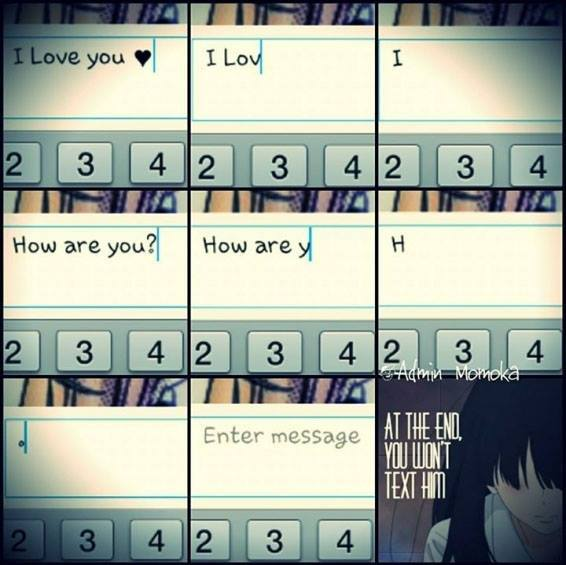 I Love you ♥
2 3 4
I Lov
2 3 4
I
2 3 4
How are you?
2 3 4
How are y
2 3 4
H
2 3 4
©Admin Momoka
.
2 3 4
Enter message
2 3 4
AT THE END,
YOU WON'T
TEXT HIM